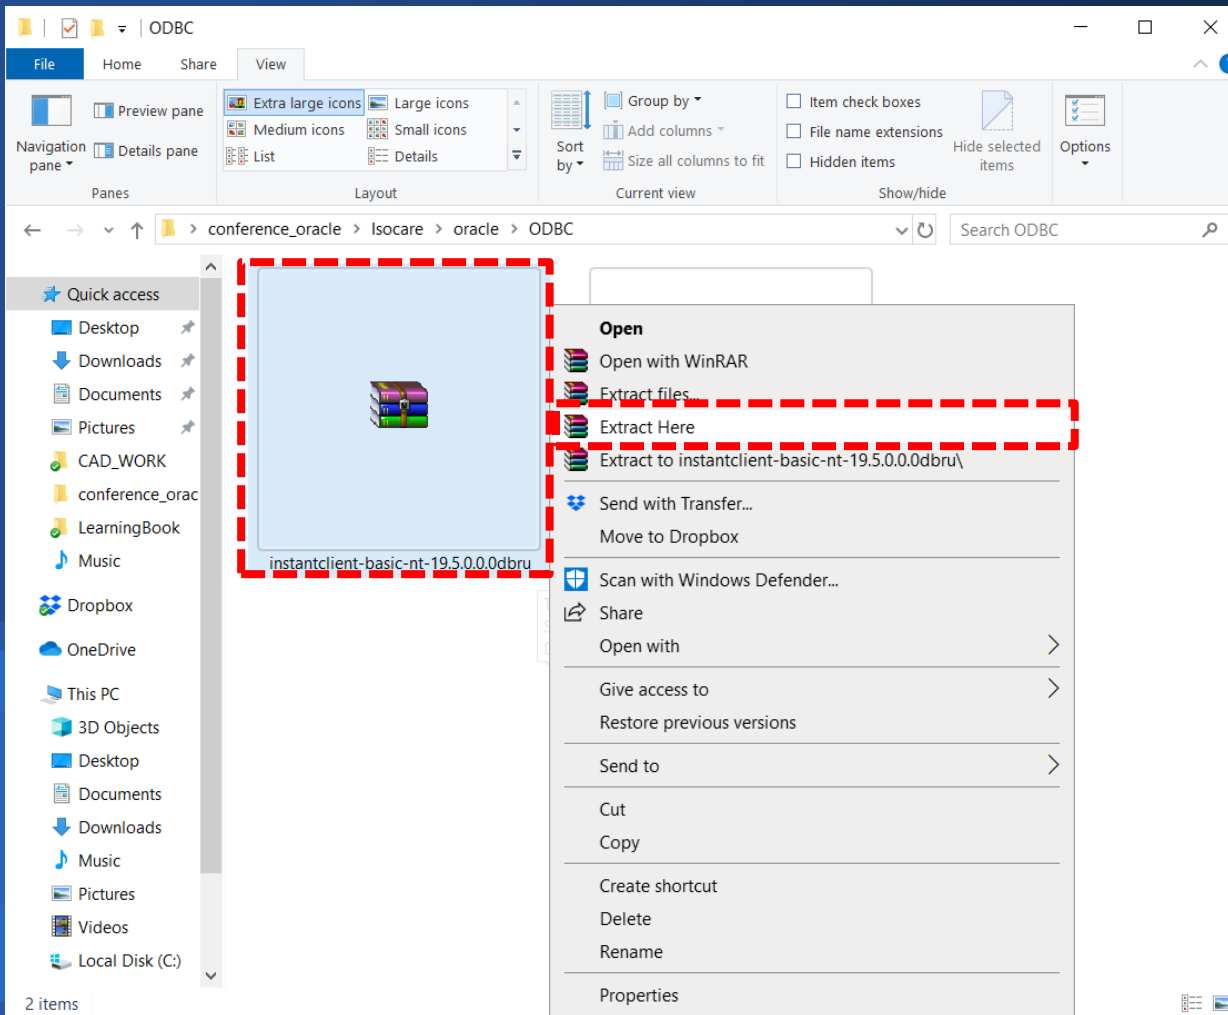 ODBC
File Home Share View
Navigation pane
Preview pane
Details pane
Panes
Extra large icons Large icons
Medium icons Small icons
List Details
Layout
Sort by
Group by
Add columns
Size all columns to fit
Current view
Item check boxes
File name extensions
Hidden items
Hide selected items
Show/hide
Options
conference_oracle > Isocare > oracle > ODBC
Search ODBC
Quick access
Desktop
Downloads
Documents
Pictures
CAD_WORK
conference_orac
LearningBook
Music
Dropbox
OneDrive
This PC
3D Objects
Desktop
Documents
Downloads
Music
Pictures
Videos
Local Disk (C:)
instantclient-basic-nt-19.5.0.0.0dbru
Open
Open with WinRAR
Extract files...
Extract Here
Extract to instantclient-basic-nt-19.5.0.0.0dbru\
Send with Transfer...
Move to Dropbox
Scan with Windows Defender...
Share
Open with
Give access to
Restore previous versions
Send to
Cut
Copy
Create shortcut
Delete
Rename
Properties
2 items